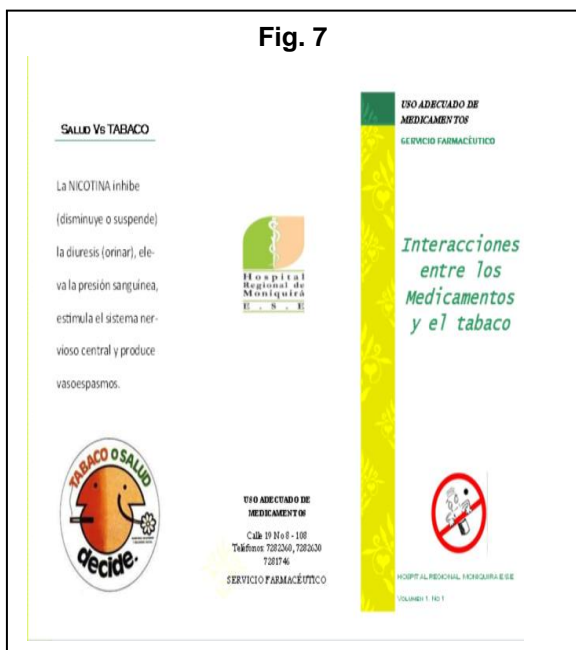 Fig. 7
SALUD VS TABACO
La NICOTINA inhibe
(disminuye o suspende)
la diuresis (orinar), ele-
va la presión sanguínea,
estimula el sistema ner-
vioso central y produce
vasoespasmos.
TABACO O SALUD
decide.
Hospital
Regional de
Moniquirá
E . S . E
USO ADECUADO DE
MEDICAMENTOS
Calle 19 No 8 - 108
Teléfonos: 7282360, 7282630
7281746
SERVICIO FARMACÉUTICO
USO ADECUADO DE
MEDICAMENTOS
SERVICIO FARMACÉUTICO
Interacciones
entre los
Medicamentos
y el tabaco
HOSPITAL REGIONAL MONIQUIRA E.S.E
VOLUMEN 1. No 1